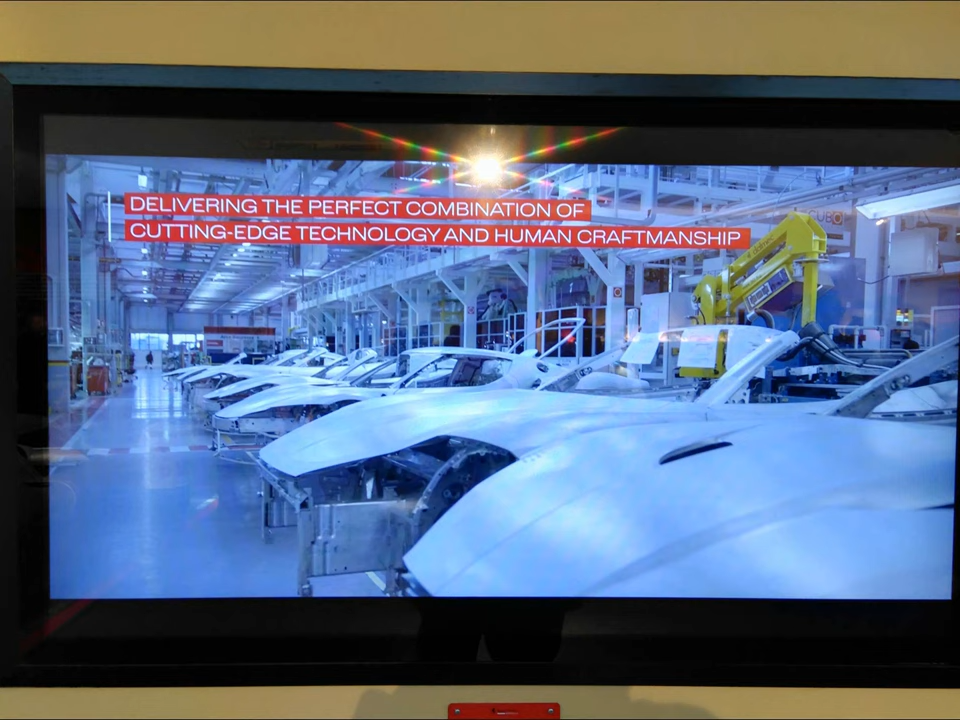 DELIVERING THE PERFECT COMBINATION OF
CUTTING-EDGE TECHNOLOGY AND HUMAN CRAFTMANSHIP